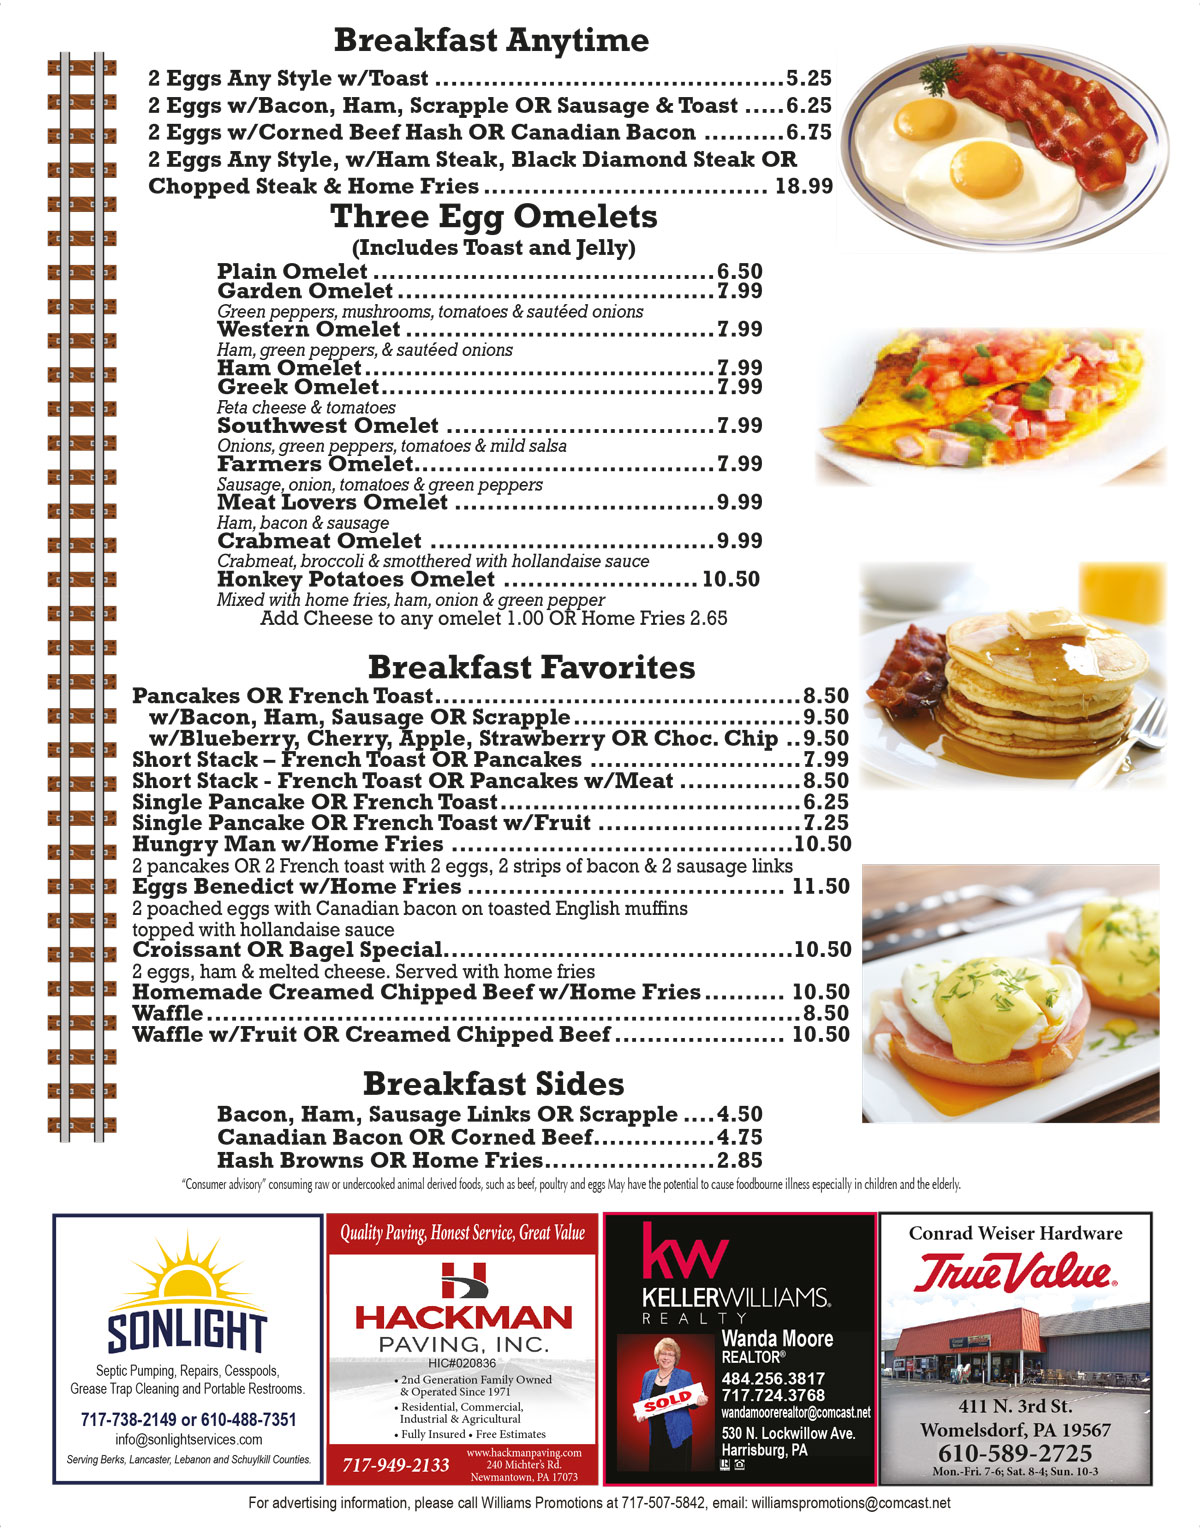 Breakfast Anytime
2 Eggs Any Style w/Toast ........................................... 5.25
2 Eggs w/Bacon, Ham, Scrapple OR Sausage & Toast ..... 6.25
2 Eggs w/Corned Beef Hash OR Canadian Bacon .......... 6.75
2 Eggs Any Style, w/Ham Steak, Black Diamond Steak OR
Chopped Steak & Home Fries ................................... 18.99
Three Egg Omelets
(Includes Toast and Jelly)
Plain Omelet .......................................... 6.50
Garden Omelet ....................................... 7.99
Green peppers, mushrooms, tomatoes & sautéed onions
Western Omelet ...................................... 7.99
Ham, green peppers, & sautéed onions
Ham Omelet ........................................... 7.99
Greek Omelet ......................................... 7.99
Feta cheese & tomatoes
Southwest Omelet ................................. 7.99
Onions, green peppers, tomatoes & mild salsa
Farmers Omelet ..................................... 7.99
Sausage, onion, tomatoes & green peppers
Meat Lovers Omelet ................................ 9.99
Ham, bacon & sausage
Crabmeat Omelet ................................... 9.99
Crabmeat, broccoli & smotthered with hollandaise sauce
Honkey Potatoes Omelet ........................ 10.50
Mixed with home fries, ham, onion & green pepper
Add Cheese to any omelet 1.00 OR Home Fries 2.65
Breakfast Favorites
Pancakes OR French Toast ............................................. 8.50
w/Bacon, Ham, Sausage OR Scrapple ............................ 9.50
w/Blueberry, Cherry, Apple, Strawberry OR Choc. Chip .. 9.50
Short Stack – French Toast OR Pancakes .......................... 7.99
Short Stack - French Toast OR Pancakes w/Meat ............... 8.50
Single Pancake OR French Toast ..................................... 6.25
Single Pancake OR French Toast w/Fruit ......................... 7.25
Hungry Man w/Home Fries .......................................... 10.50
2 pancakes OR 2 French toast with 2 eggs, 2 strips of bacon & 2 sausage links
Eggs Benedict w/Home Fries ....................................... 11.50
2 poached eggs with Canadian bacon on toasted English muffins
topped with hollandaise sauce
Croissant OR Bagel Special ........................................... 10.50
2 eggs, ham & melted cheese. Served with home fries
Homemade Creamed Chipped Beef w/Home Fries .......... 10.50
Waffle ......................................................................... 8.50
Waffle w/Fruit OR Creamed Chipped Beef ..................... 10.50
Breakfast Sides
Bacon, Ham, Sausage Links OR Scrapple .... 4.50
Canadian Bacon OR Corned Beef ............... 4.75
Hash Browns OR Home Fries ..................... 2.85
"Consumer advisory" consuming raw or undercooked animal derived foods, such as beef, poultry and eggs May have the potential to cause foodbourne illness especially in children and the elderly.
SONLIGHT
Septic Pumping, Repairs, Cesspools,
Grease Trap Cleaning and Portable Restrooms.
717-738-2149 or 610-488-7351
info@sonlightservices.com
Serving Berks, Lancaster, Lebanon and Schuylkill Counties.
Quality Paving, Honest Service, Great Value
H
HACKMAN
PAVING, INC.
HIC#020836
• 2nd Generation Family Owned
& Operated Since 1971
• Residential, Commercial,
Industrial & Agricultural
• Fully Insured • Free Estimates
717-949-2133
www.hackmanpaving.com
240 Michter's Rd.
Newmantown, PA 17073
kw
KELLERWILLIAMS®
REALTY
Wanda Moore
REALTOR®
484.256.3817
717.724.3768
wandamoorerealtor@comcast.net
530 N. Lockwillow Ave.
Harrisburg, PA
SOLD
Conrad Weiser Hardware
True Value®
411 N. 3rd St.
Womelsdorf, PA 19567
610-589-2725
Mon.-Fri. 7-6; Sat. 8-4; Sun. 10-3
For advertising information, please call Williams Promotions at 717-507-5842, email: williamspromotions@comcast.net